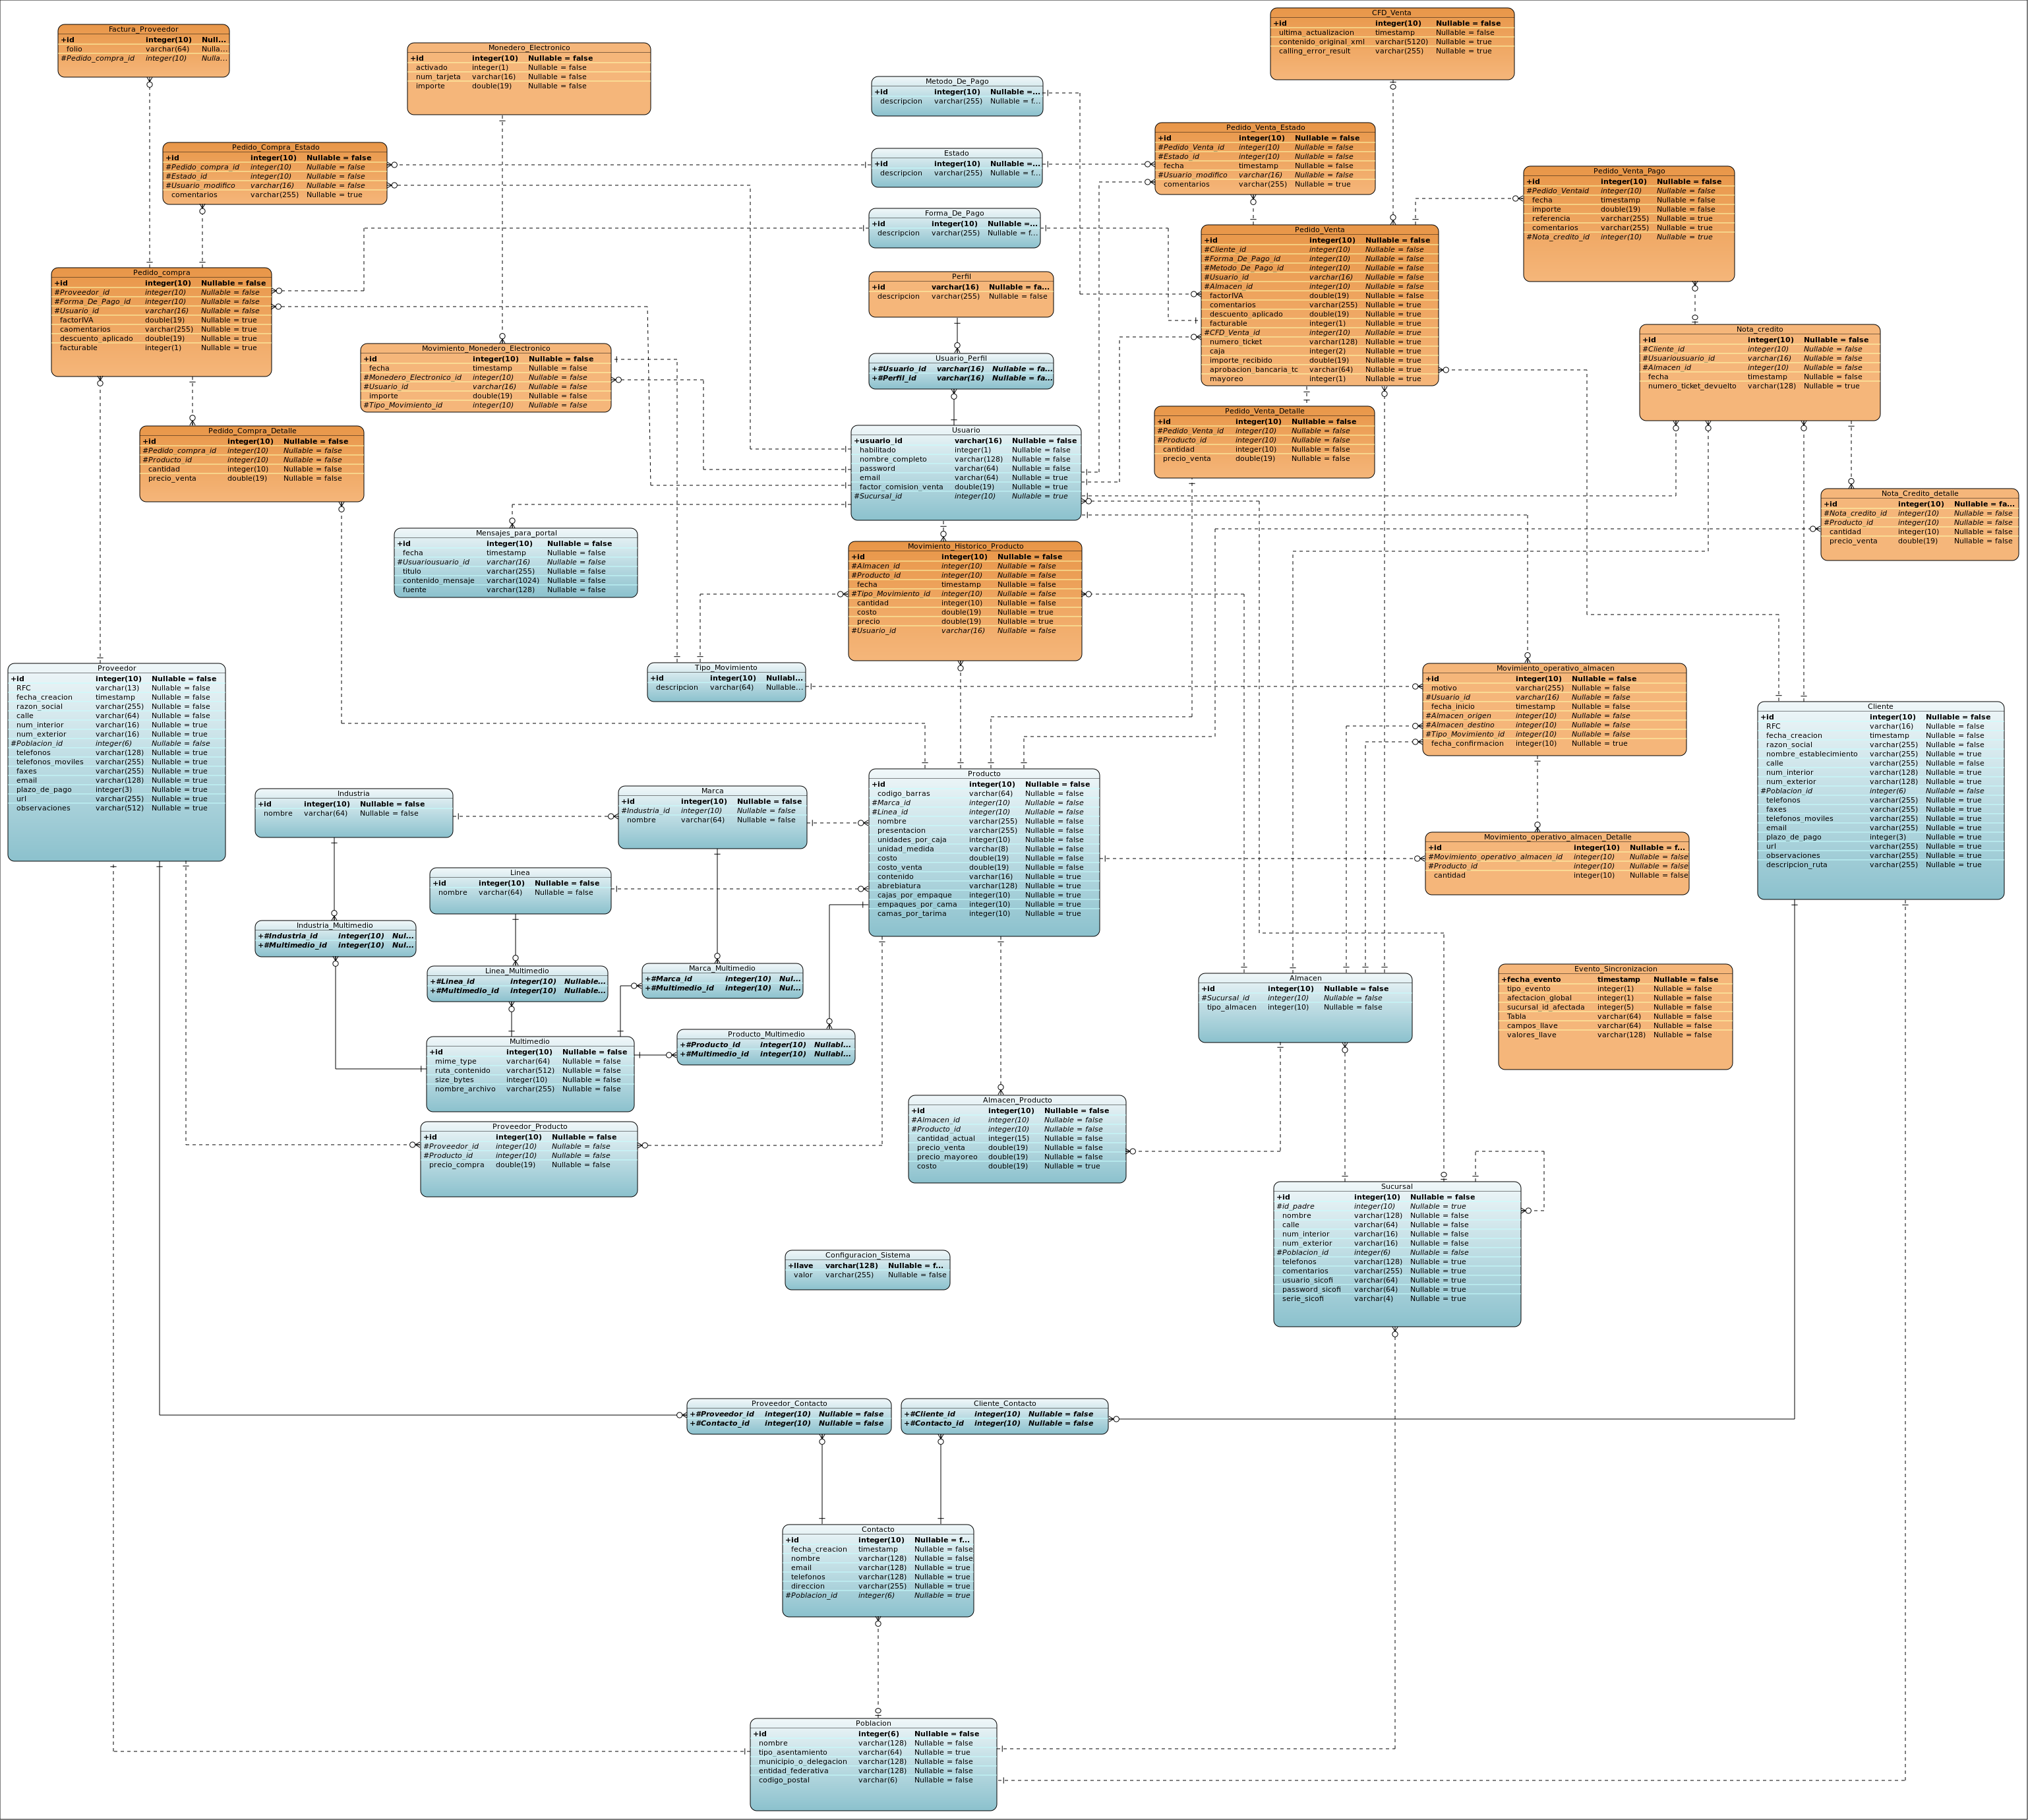 Factura_Proveedor
+id integer(10) Null...
folio varchar(64) Nulla...
#Pedido_compra_id integer(10) Nulla...
Monedero_Electronico
+id integer(10) Nullable = false
activado integer(1) Nullable = false
num_tarjeta varchar(16) Nullable = false
importe double(19) Nullable = false
Metodo_De_Pago
+id integer(10) Nullable =...
descripcion varchar(255) Nullable = f...
CFD_Venta
+id integer(10) Nullable = false
ultima_actualizacion timestamp Nullable = false
contenido_original_xml varchar(5120) Nullable = true
calling_error_result varchar(255) Nullable = true
Pedido_Compra_Estado
+id integer(10) Nullable = false
#Pedido_compra_id integer(10) Nullable = false
#Estado_id integer(10) Nullable = false
#Usuario_modifico varchar(16) Nullable = false
comentarios varchar(255) Nullable = true
Estado
+id integer(10) Nullable =...
descripcion varchar(255) Nullable = f...
Pedido_Venta_Estado
+id integer(10) Nullable = false
#Pedido_Venta_id integer(10) Nullable = false
#Estado_id integer(10) Nullable = false
fecha timestamp Nullable = false
#Usuario_modifico varchar(16) Nullable = false
comentarios varchar(255) Nullable = true
Pedido_Venta_Pago
+id integer(10) Nullable = false
#Pedido_Ventaid integer(10) Nullable = false
fecha timestamp Nullable = false
importe double(19) Nullable = false
referencia varchar(255) Nullable = true
comentarios varchar(255) Nullable = true
#Nota_credito_id integer(10) Nullable = true
Forma_De_Pago
+id integer(10) Nullable =...
descripcion varchar(255) Nullable = f...
Pedido_compra
+id integer(10) Nullable = false
#Proveedor_id integer(10) Nullable = false
#Forma_De_Pago_id integer(10) Nullable = false
#Usuario_id varchar(16) Nullable = false
factorIVA double(19) Nullable = true
caomentarios varchar(255) Nullable = true
descuento_aplicado double(19) Nullable = true
facturable integer(1) Nullable = true
Perfil
+id varchar(16) Nullable = fa...
descripcion varchar(255) Nullable = false
Pedido_Venta
+id integer(10) Nullable = false
#Cliente_id integer(10) Nullable = false
#Forma_De_Pago_id integer(10) Nullable = false
#Metodo_De_Pago_id integer(10) Nullable = false
#Usuario_id varchar(16) Nullable = false
#Almacen_id integer(10) Nullable = false
factorIVA double(19) Nullable = false
comentarios varchar(255) Nullable = true
descuento_aplicado double(19) Nullable = true
facturable integer(1) Nullable = true
#CFD_Venta_id integer(10) Nullable = true
numero_ticket varchar(128) Nullable = true
caja integer(2) Nullable = true
importe_recibido double(19) Nullable = true
aprobacion_bancaria_tc varchar(64) Nullable = true
mayoreo integer(1) Nullable = true
Nota_credito
+id integer(10) Nullable = false
#Cliente_id integer(10) Nullable = false
#Usuariousuario_id varchar(16) Nullable = false
#Almacen_id integer(10) Nullable = false
fecha timestamp Nullable = false
numero_ticket_devuelto varchar(128) Nullable = true
Movimiento_Monedero_Electronico
+id integer(10) Nullable = false
fecha timestamp Nullable = false
#Monedero_Electronico_id integer(10) Nullable = false
#Usuario_id varchar(16) Nullable = false
importe double(19) Nullable = false
#Tipo_Movimiento_id integer(10) Nullable = false
Usuario_Perfil
+#Usuario_id varchar(16) Nullable = fa...
+#Perfil_id varchar(16) Nullable = fa...
Pedido_Compra_Detalle
+id integer(10) Nullable = false
#Pedido_compra_id integer(10) Nullable = false
#Producto_id integer(10) Nullable = false
cantidad integer(10) Nullable = false
precio_venta double(19) Nullable = false
Usuario
+usuario_id varchar(16) Nullable = false
habilitado integer(1) Nullable = false
nombre_completo varchar(128) Nullable = false
password varchar(64) Nullable = false
email varchar(64) Nullable = true
factor_comision_venta double(19) Nullable = true
#Sucursal_id integer(10) Nullable = true
Pedido_Venta_Detalle
+id integer(10) Nullable = false
#Pedido_Venta_id integer(10) Nullable = false
#Producto_id integer(10) Nullable = false
cantidad integer(10) Nullable = false
precio_venta double(19) Nullable = false
Nota_Credito_detalle
+id integer(10) Nullable = fa...
#Nota_credito_id integer(10) Nullable = false
#Producto_id integer(10) Nullable = false
cantidad integer(10) Nullable = false
precio_venta double(19) Nullable = false
Mensajes_para_portal
+id integer(10) Nullable = false
fecha timestamp Nullable = false
#Usuariousuario_id varchar(16) Nullable = false
titulo varchar(255) Nullable = false
contenido_mensaje varchar(1024) Nullable = false
fuente varchar(128) Nullable = false
Movimiento_Historico_Producto
+id integer(10) Nullable = false
#Almacen_id integer(10) Nullable = false
#Producto_id integer(10) Nullable = false
fecha timestamp Nullable = false
#Tipo_Movimiento_id integer(10) Nullable = false
cantidad integer(10) Nullable = false
costo double(19) Nullable = true
precio double(19) Nullable = true
#Usuario_id varchar(16) Nullable = false
Proveedor
+id integer(10) Nullable = false
RFC varchar(13) Nullable = false
fecha_creacion timestamp Nullable = false
razon_social varchar(255) Nullable = false
calle varchar(64) Nullable = false
num_interior varchar(16) Nullable = true
num_exterior varchar(16) Nullable = true
#Poblacion_id integer(6) Nullable = false
telefonos varchar(128) Nullable = true
telefonos_moviles varchar(255) Nullable = true
faxes varchar(255) Nullable = true
email varchar(128) Nullable = true
plazo_de_pago integer(3) Nullable = true
url varchar(255) Nullable = true
observaciones varchar(512) Nullable = true
Tipo_Movimiento
+id integer(10) Nullabl...
descripcion varchar(64) Nullable...
Movimiento_operativo_almacen
+id integer(10) Nullable = false
motivo varchar(255) Nullable = false
#Usuario_id varchar(16) Nullable = false
fecha_inicio timestamp Nullable = false
#Almacen_origen integer(10) Nullable = false
#Almacen_destino integer(10) Nullable = false
#Tipo_Movimiento_id integer(10) Nullable = false
fecha_confirmacion integer(10) Nullable = true
Cliente
+id integer(10) Nullable = false
RFC varchar(16) Nullable = false
fecha_creacion timestamp Nullable = false
razon_social varchar(255) Nullable = false
nombre_establecimiento varchar(255) Nullable = true
calle varchar(255) Nullable = false
num_interior varchar(128) Nullable = true
num_exterior varchar(128) Nullable = true
#Poblacion_id integer(6) Nullable = false
telefonos varchar(255) Nullable = true
faxes varchar(255) Nullable = true
telefonos_moviles varchar(255) Nullable = true
email varchar(255) Nullable = true
plazo_de_pago integer(3) Nullable = true
url varchar(255) Nullable = true
observaciones varchar(255) Nullable = true
descripcion_ruta varchar(255) Nullable = true
Industria
+id integer(10) Nullable = false
nombre varchar(64) Nullable = false
Marca
+id integer(10) Nullable = false
#Industria_id integer(10) Nullable = false
nombre varchar(64) Nullable = false
Producto
+id integer(10) Nullable = false
codigo_barras varchar(64) Nullable = false
#Marca_id integer(10) Nullable = false
#Linea_id integer(10) Nullable = false
nombre varchar(255) Nullable = false
presentacion varchar(255) Nullable = false
unidades_por_caja integer(10) Nullable = false
unidad_medida varchar(8) Nullable = false
costo double(19) Nullable = false
costo_venta double(19) Nullable = false
contenido varchar(16) Nullable = true
abrebiatura varchar(128) Nullable = true
cajas_por_empaque integer(10) Nullable = true
empaques_por_cama integer(10) Nullable = true
camas_por_tarima integer(10) Nullable = true
Movimiento_operativo_almacen_Detalle
+id integer(10) Nullable = f...
#Movimiento_operativo_almacen_id integer(10) Nullable = false
#Producto_id integer(10) Nullable = false
cantidad integer(10) Nullable = false
Linea
+id integer(10) Nullable = false
nombre varchar(64) Nullable = false
Industria_Multimedio
+#Industria_id integer(10) Nul...
+#Multimedio_id integer(10) Nul...
Linea_Multimedio
+#Linea_id integer(10) Nullable...
+#Multimedio_id integer(10) Nullable...
Marca_Multimedio
+#Marca_id integer(10) Nul...
+#Multimedio_id integer(10) Nul...
Almacen
+id integer(10) Nullable = false
#Sucursal_id integer(10) Nullable = false
tipo_almacen integer(10) Nullable = false
Evento_Sincronizacion
+fecha_evento timestamp Nullable = false
tipo_evento integer(1) Nullable = false
afectacion_global integer(1) Nullable = false
sucursal_id_afectada integer(5) Nullable = false
Tabla varchar(64) Nullable = false
campos_llave varchar(64) Nullable = false
valores_llave varchar(128) Nullable = false
Multimedio
+id integer(10) Nullable = false
mime_type varchar(64) Nullable = false
ruta_contenido varchar(512) Nullable = false
size_bytes integer(10) Nullable = false
nombre_archivo varchar(255) Nullable = false
Producto_Multimedio
+#Producto_id integer(10) Nullabl...
+#Multimedio_id integer(10) Nullabl...
Proveedor_Producto
+id integer(10) Nullable = false
#Proveedor_id integer(10) Nullable = false
#Producto_id integer(10) Nullable = false
precio_compra double(19) Nullable = false
Almacen_Producto
+id integer(10) Nullable = false
#Almacen_id integer(10) Nullable = false
#Producto_id integer(10) Nullable = false
cantidad_actual integer(15) Nullable = false
precio_venta double(19) Nullable = false
precio_mayoreo double(19) Nullable = false
costo double(19) Nullable = true
Sucursal
+id integer(10) Nullable = false
#id_padre integer(10) Nullable = true
nombre varchar(128) Nullable = false
calle varchar(64) Nullable = false
num_interior varchar(16) Nullable = false
num_exterior varchar(16) Nullable = false
#Poblacion_id integer(6) Nullable = false
telefonos varchar(128) Nullable = true
comentarios varchar(255) Nullable = true
usuario_sicofi varchar(64) Nullable = true
password_sicofi varchar(64) Nullable = true
serie_sicofi varchar(4) Nullable = true
Configuracion_Sistema
+llave varchar(128) Nullable = f...
valor varchar(255) Nullable = false
Proveedor_Contacto
+#Proveedor_id integer(10) Nullable = false
+#Contacto_id integer(10) Nullable = false
Cliente_Contacto
+#Cliente_id integer(10) Nullable = false
+#Contacto_id integer(10) Nullable = false
Contacto
+id integer(10) Nullable = f...
fecha_creacion timestamp Nullable = false
nombre varchar(128) Nullable = false
email varchar(128) Nullable = true
telefonos varchar(128) Nullable = true
direccion varchar(255) Nullable = true
#Poblacion_id integer(6) Nullable = true
Poblacion
+id integer(6) Nullable = false
nombre varchar(128) Nullable = false
tipo_asentamiento varchar(64) Nullable = true
municipio_o_delegacion varchar(128) Nullable = false
entidad_federativa varchar(128) Nullable = false
codigo_postal varchar(6) Nullable = false